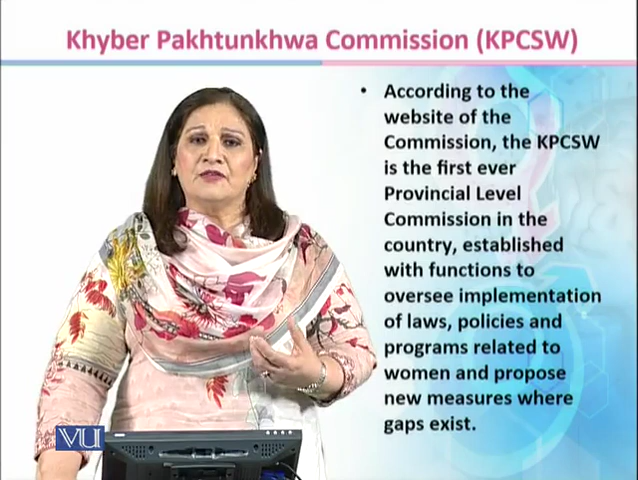 Khyber Pakhtunkhwa Commission (KPCSW)
• According to the
website of the
Commission, the KPCSW
is the first ever
Provincial Level
Commission in the
country, established
with functions to
oversee implementation
of laws, policies and
programs related to
women and propose
new measures where
gaps exist.
VU